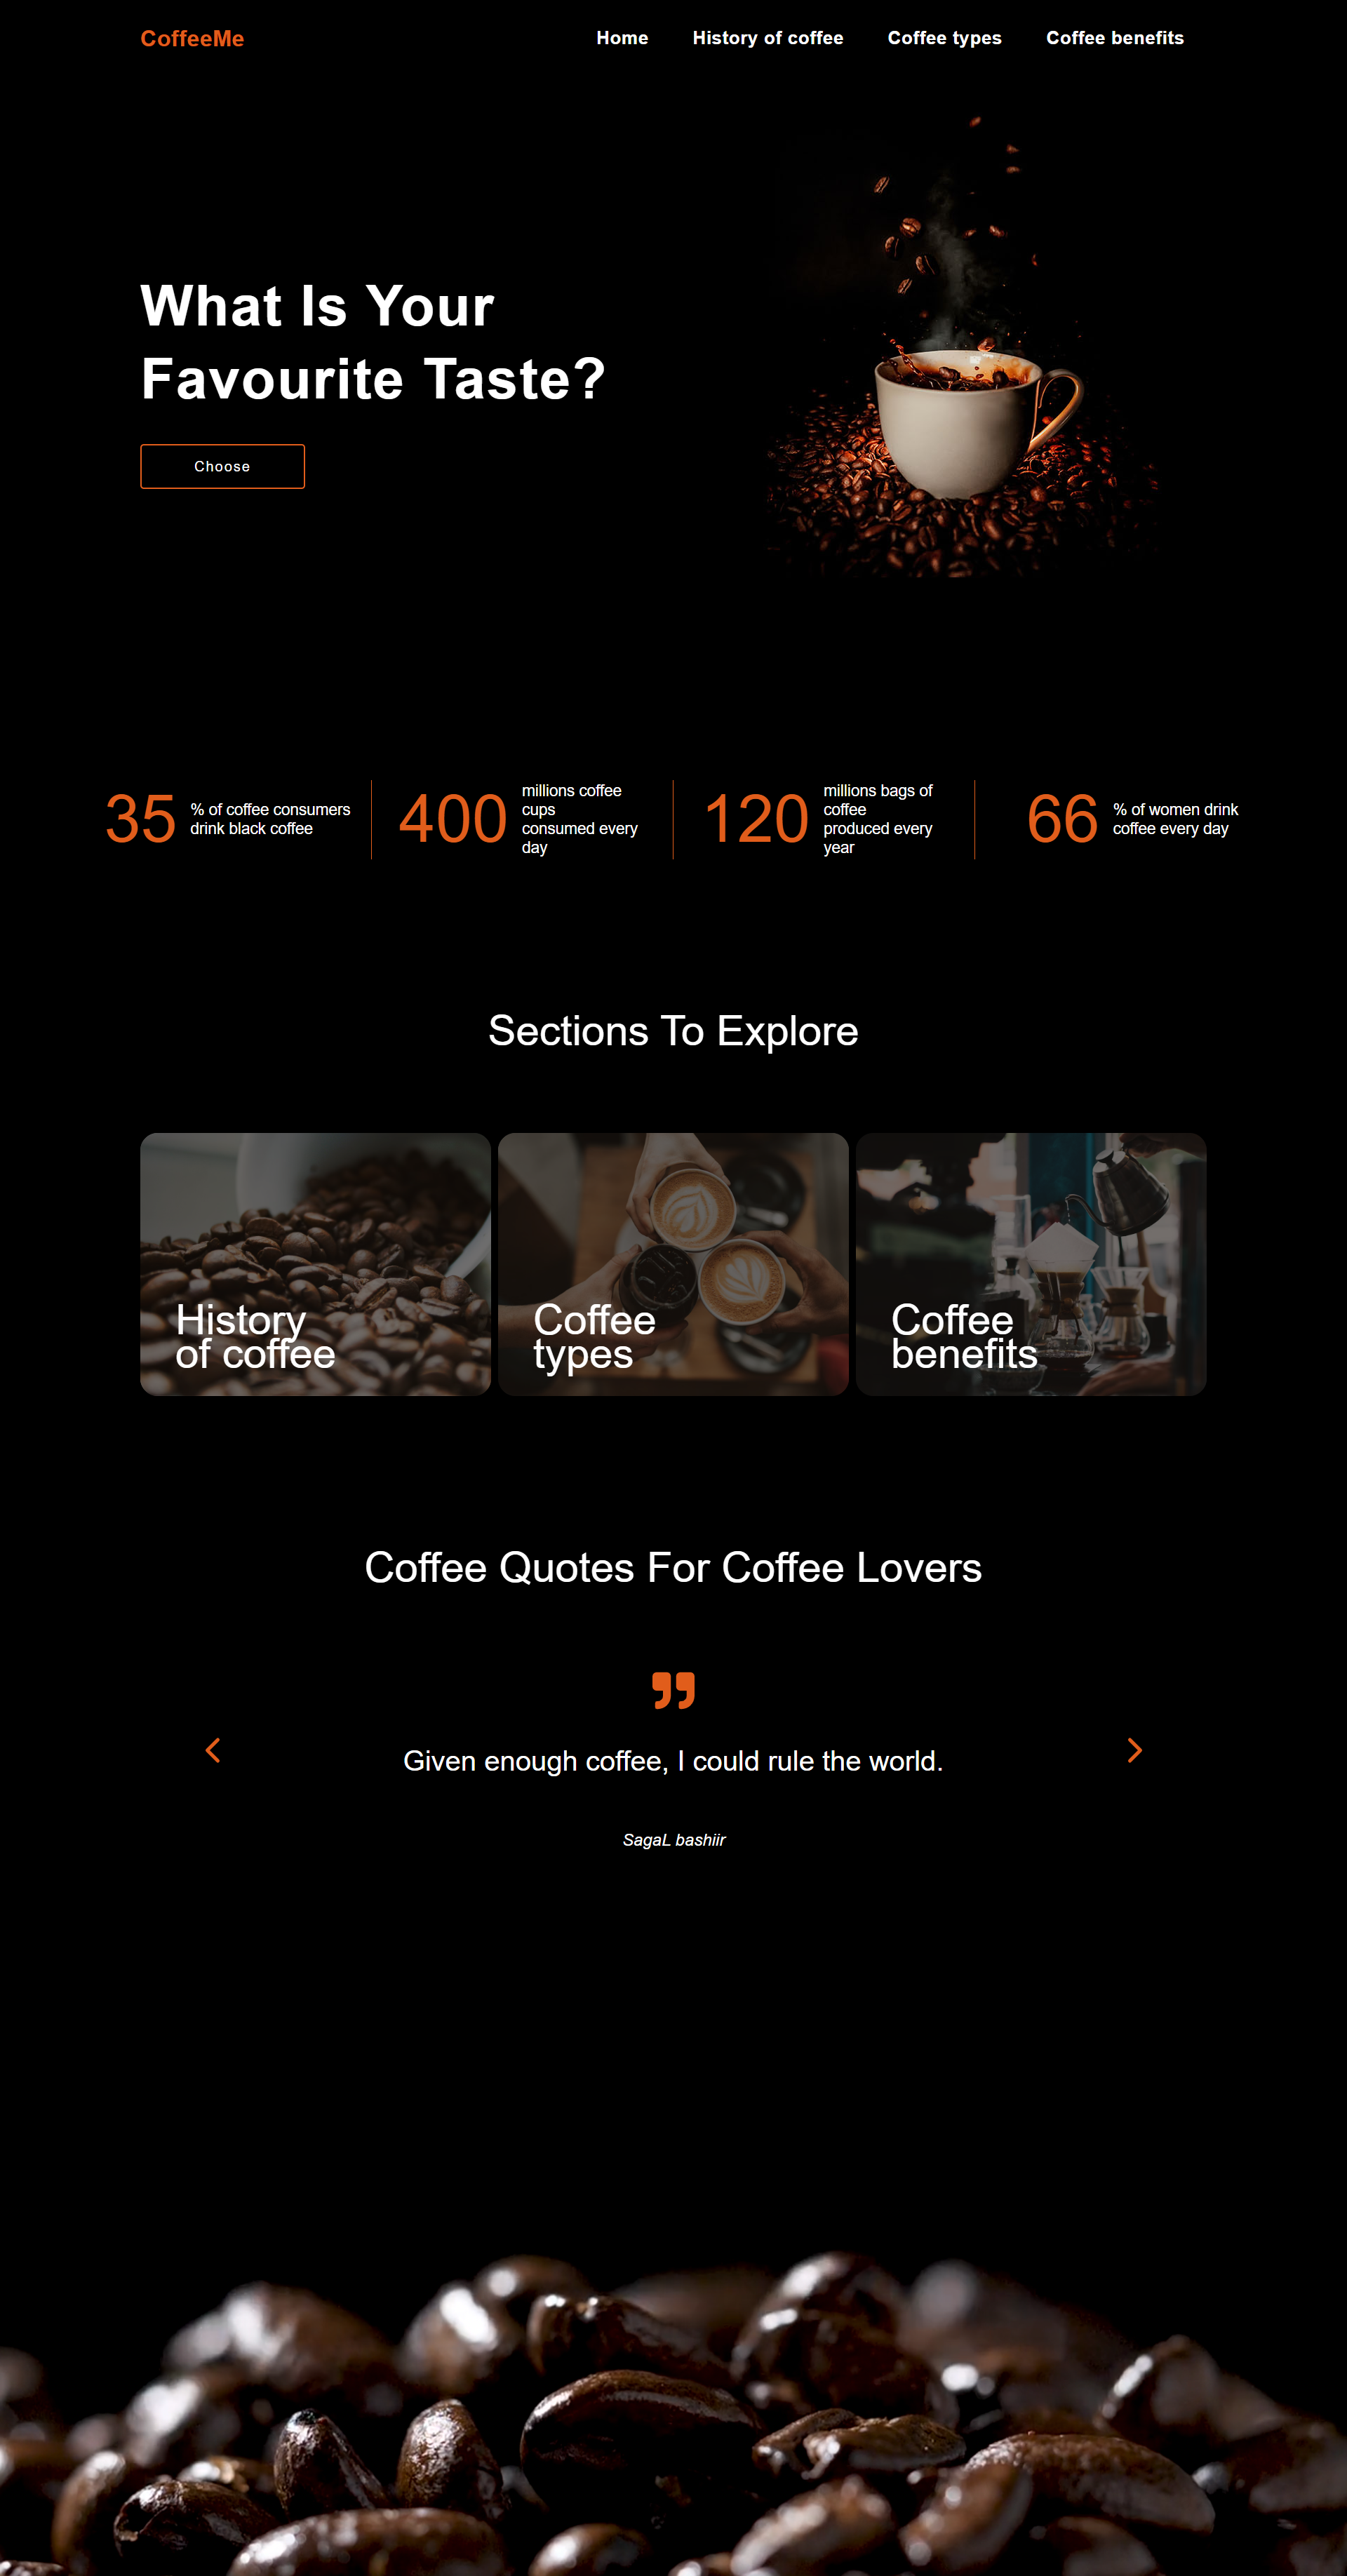 CoffeeMe
Home
History of coffee
Coffee types
Coffee benefits
What Is Your
Favourite Taste?
Choose
35
% of coffee consumers
drink black coffee
400
millions coffee
cups
consumed every
day
120
millions bags of
coffee
produced every
year
66
% of women drink
coffee every day
Sections To Explore
History
of coffee
Coffee
types
Coffee
benefits
Coffee Quotes For Coffee Lovers
Given enough coffee, I could rule the world.
SagaL bashiir